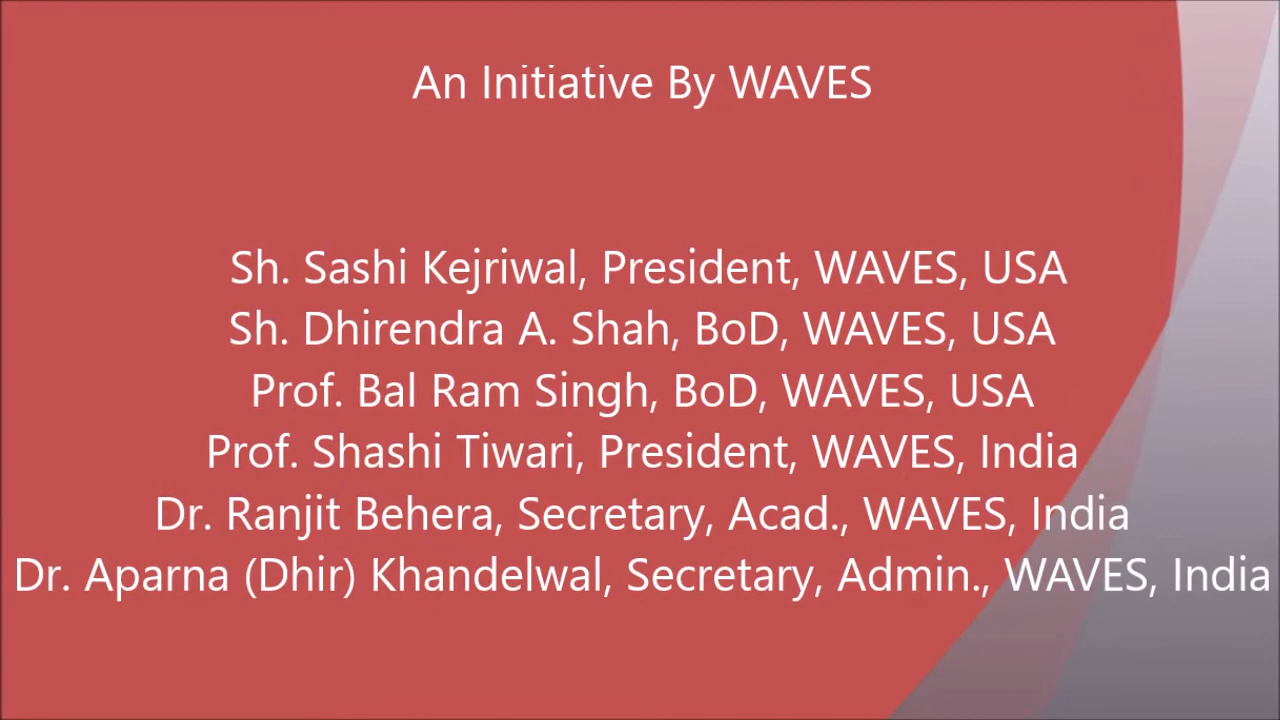 An Initiative By WAVES
Sh. Sashi Kejriwal, President, WAVES, USA
Sh. Dhirendra A. Shah, BoD, WAVES, USA
Prof. Bal Ram Singh, BoD, WAVES, USA
Prof. Shashi Tiwari, President, WAVES, India
Dr. Ranjit Behera, Secretary, Acad., WAVES, India
Dr. Aparna (Dhir) Khandelwal, Secretary, Admin., WAVES, India